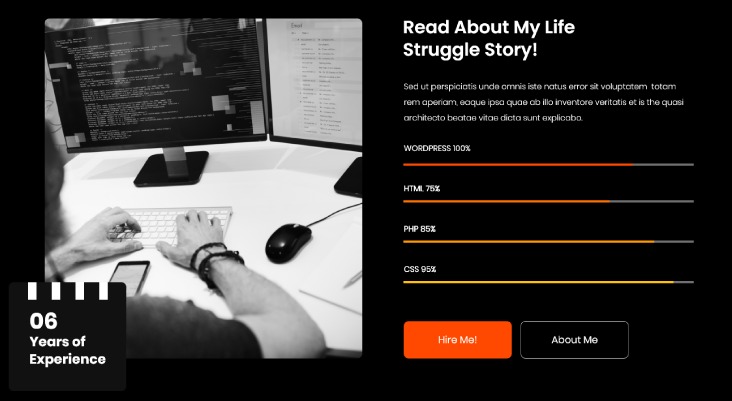 Read About My Life
Struggle Story!
Sed ut perspiciatis unde omnis iste natus error sit voluptatem totam
rem aperiam, eaque ipsa quae ab illo inventore veritatis et is the quasi
architecto beatae vitae dicta sunt explicabo.
WORDPRESS 100%
HTML 75%
PHP 85%
CSS 95%
Hire Me!
About Me
06
Years of
Experience